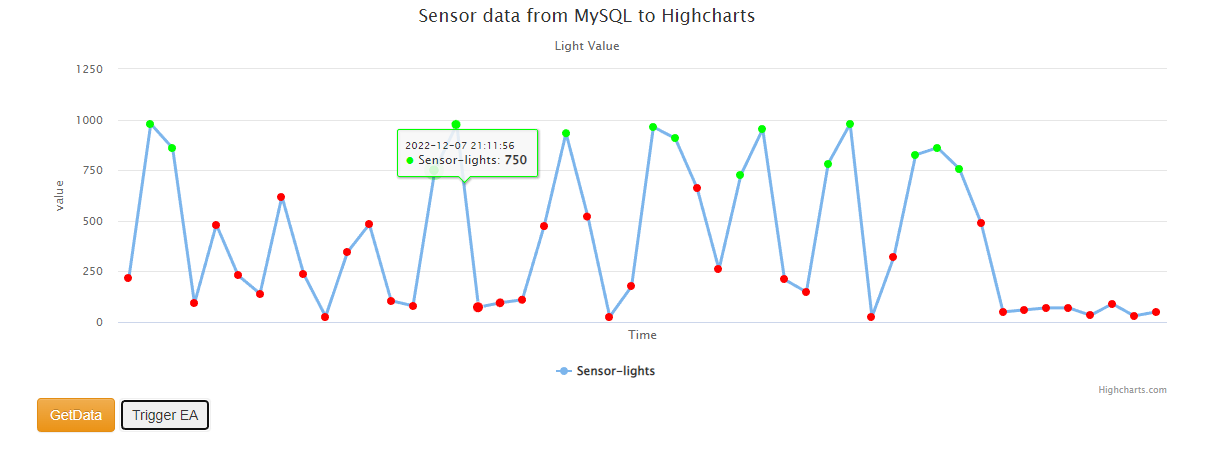 Sensor data from MySQL to Highcharts
Light Value
1250
1000
750
500
250
0
value
2022-12-07 21:11:56
Sensor-lights: 750
Time
Sensor-lights
Highcharts.com
GetData
Trigger EA